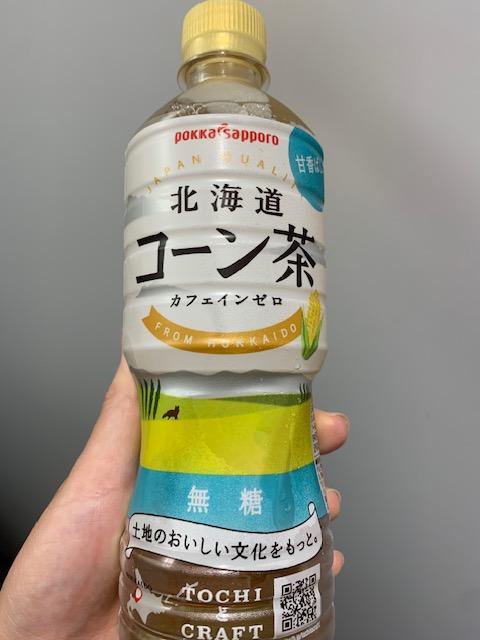 pokka sapporo
JAPAN QUALI
甘香ば
北海道
コーン茶
カフェインゼロ
FROM HOKKAIDO
無糖
土地のおいしい文化をもっと。
TOCHI
と
CRAFT